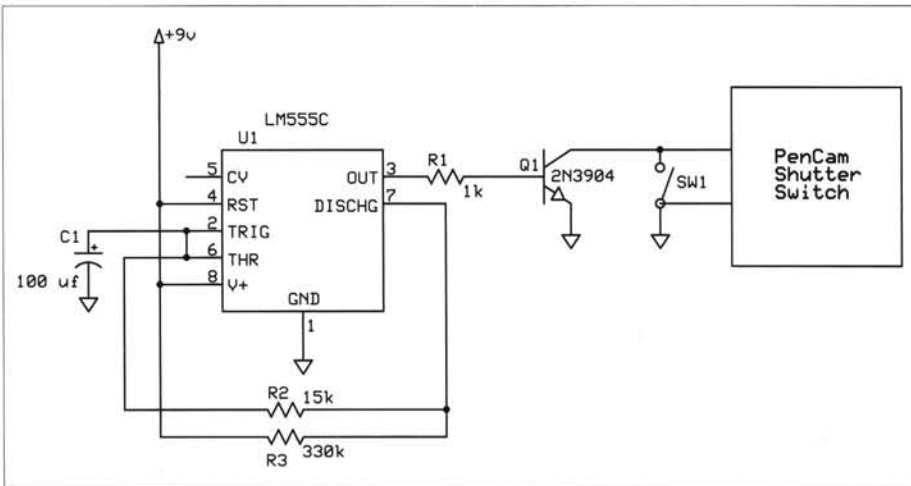 +9v
LM555C
U1
5 CV
4 RST
2 TRIG
6 THR
8 V+
OUT 3
DISCHG 7
GND
1
C1
+
100 uf
R1
1k
Q1
2N3904
SW1
PenCam
Shutter
Switch
R2
15k
330k
R3